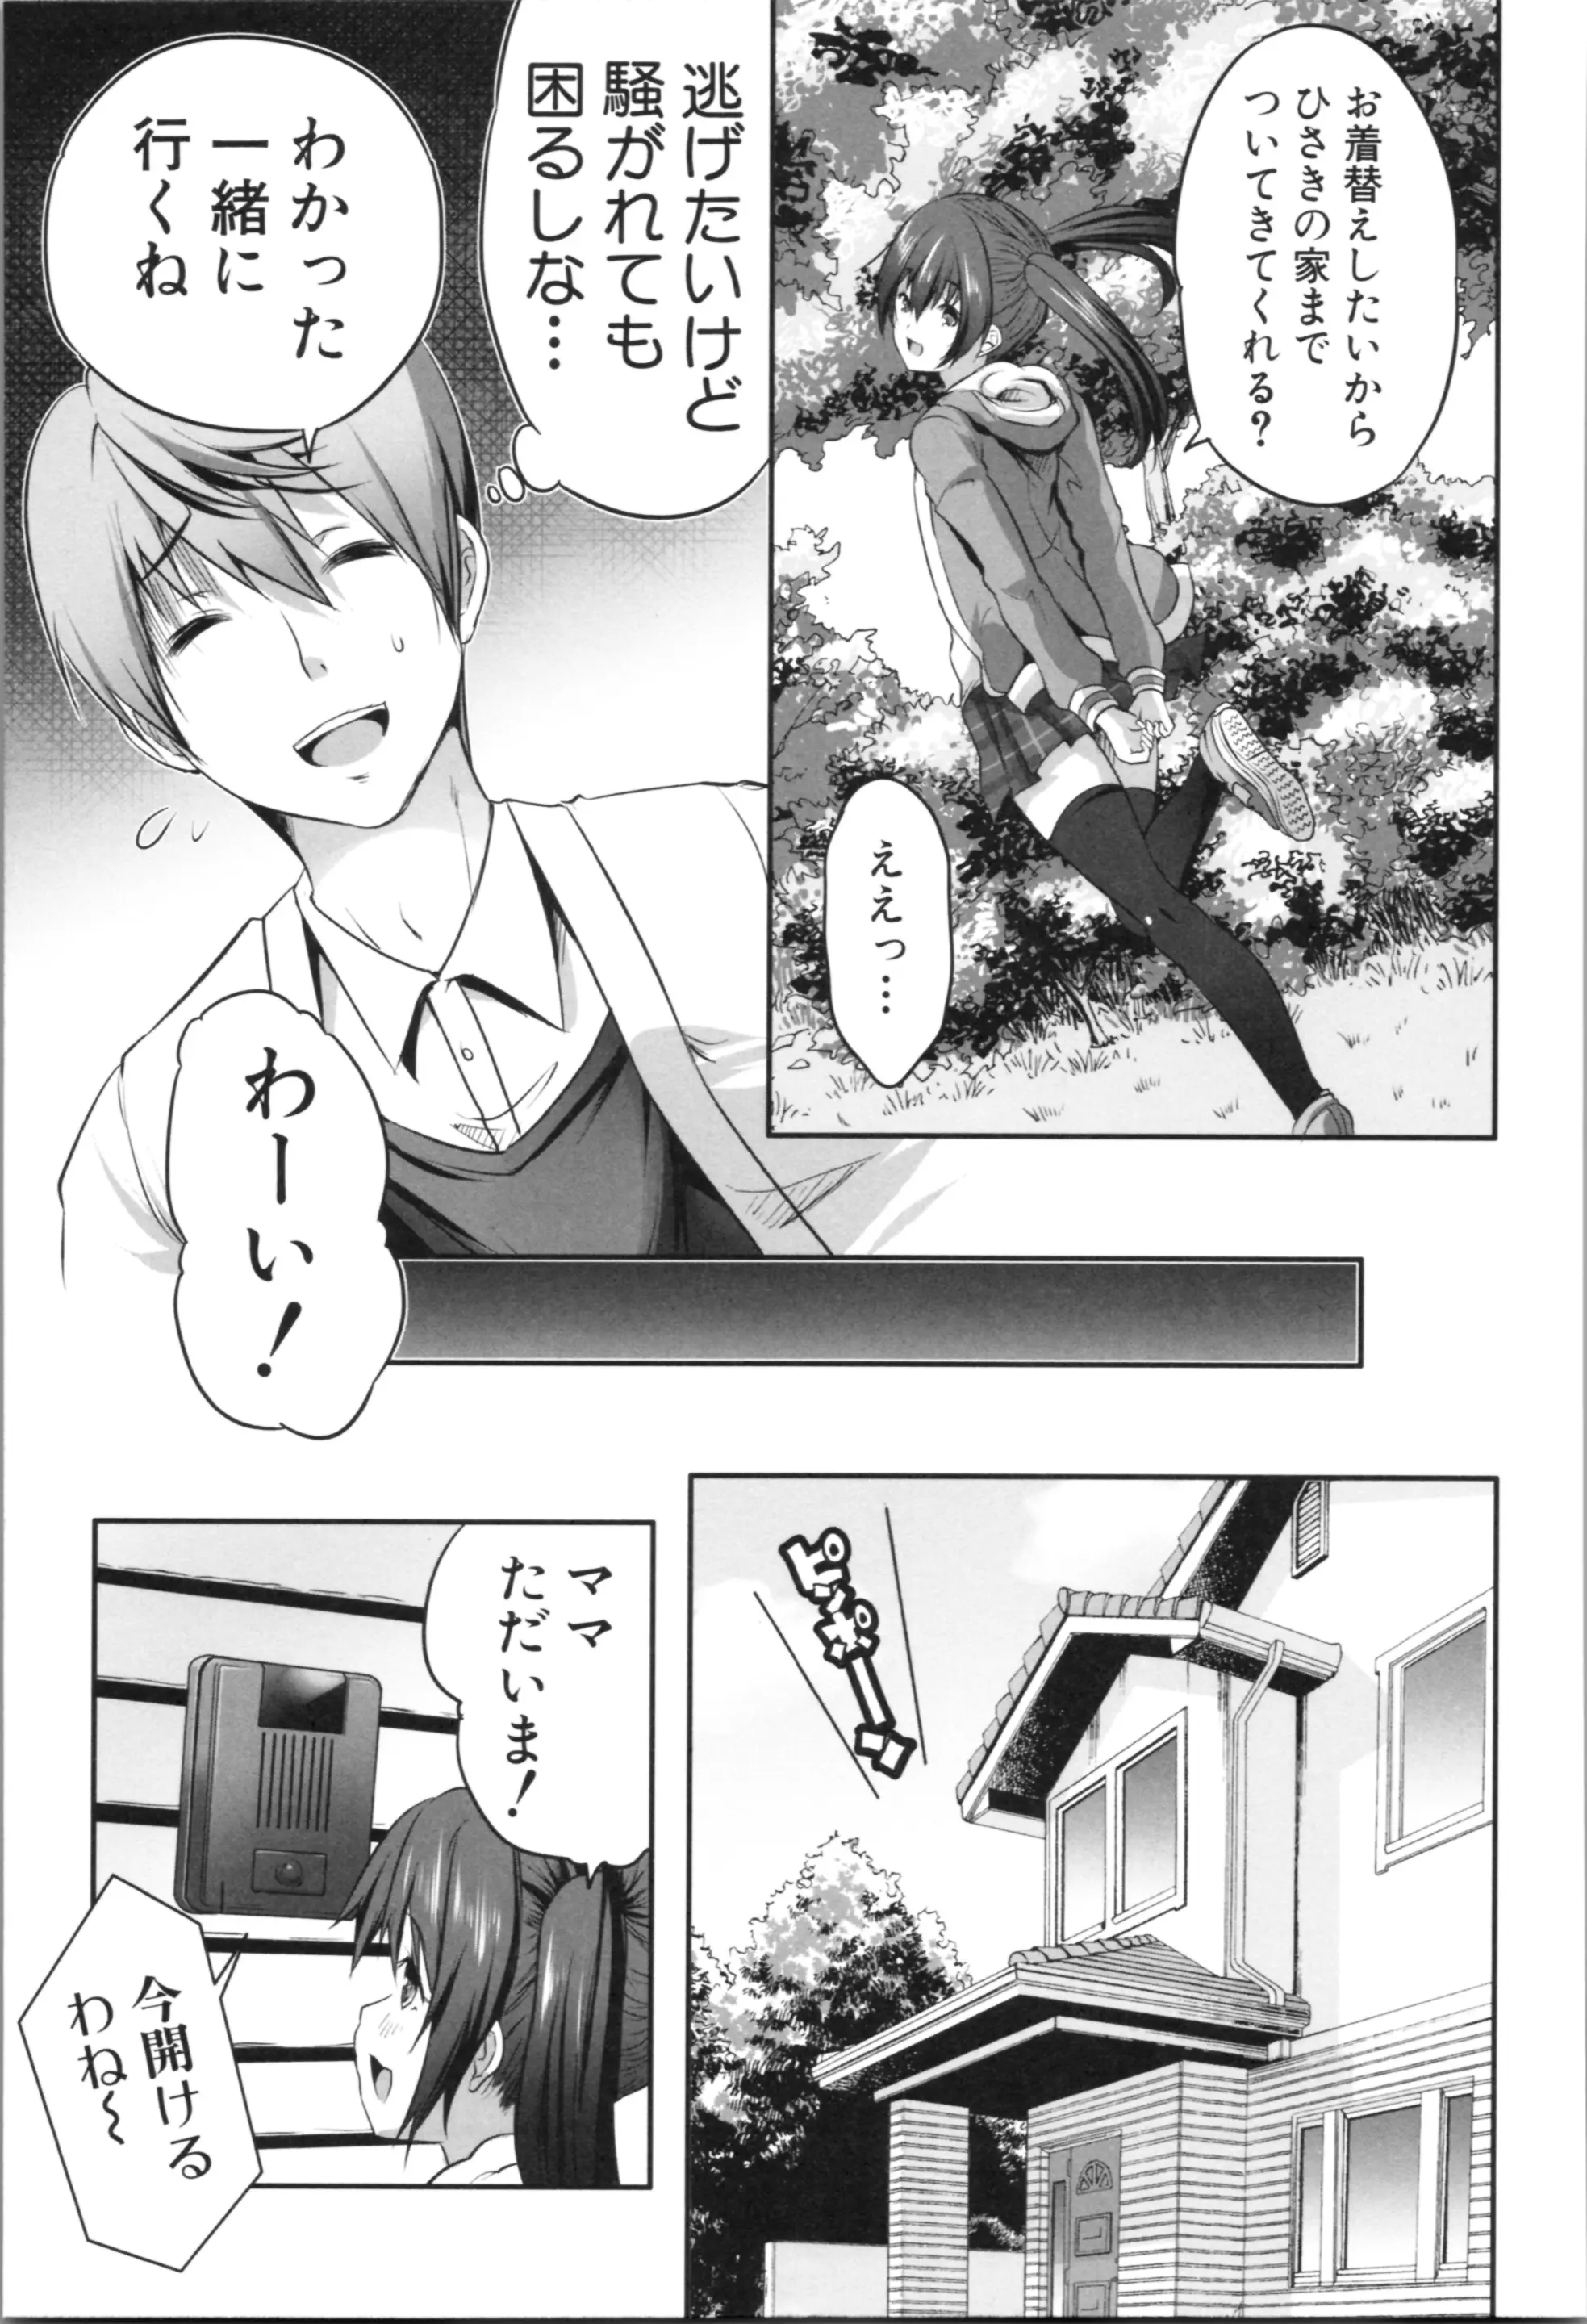 お着替えしたいから
ひさきの家まで
ついてきてくれる?
ええっ…
逃げたいけど
騒がれても
困るしな…
わかった
一緒に
行くね
わーい!
ピンポーン
ママ
ただいま!
今開ける
わね~